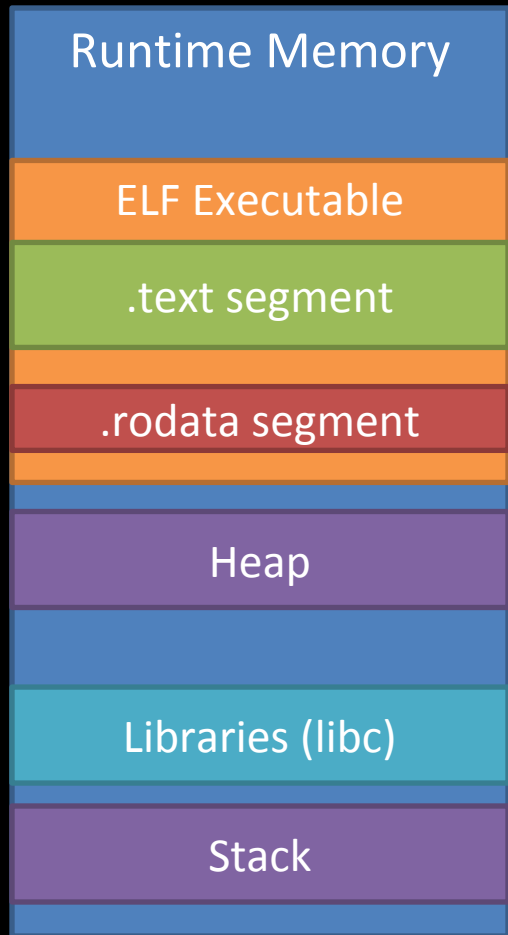 Runtime Memory
ELF Executable
.text segment
.rodata segment
Heap
Libraries (libc)
Stack